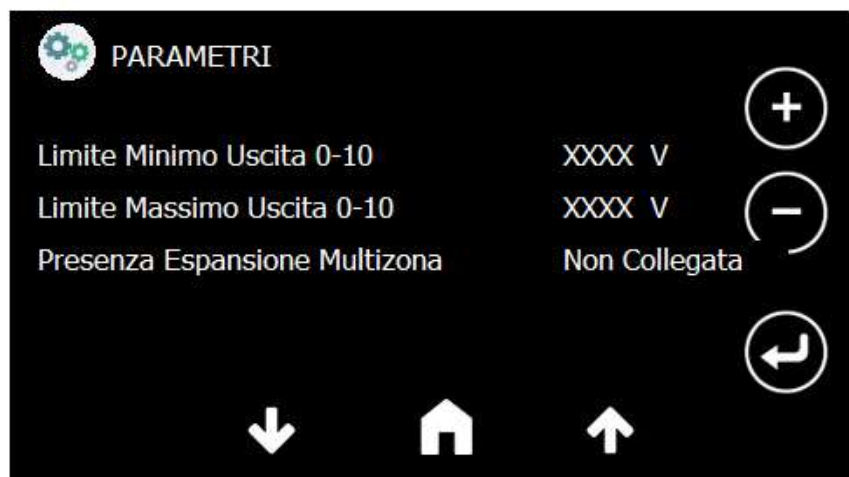 PARAMETRI
Limite Minimo Uscita 0-10 XXXX V
Limite Massimo Uscita 0-10 XXXX V
Presenza Espansione Multizona Non Collegata